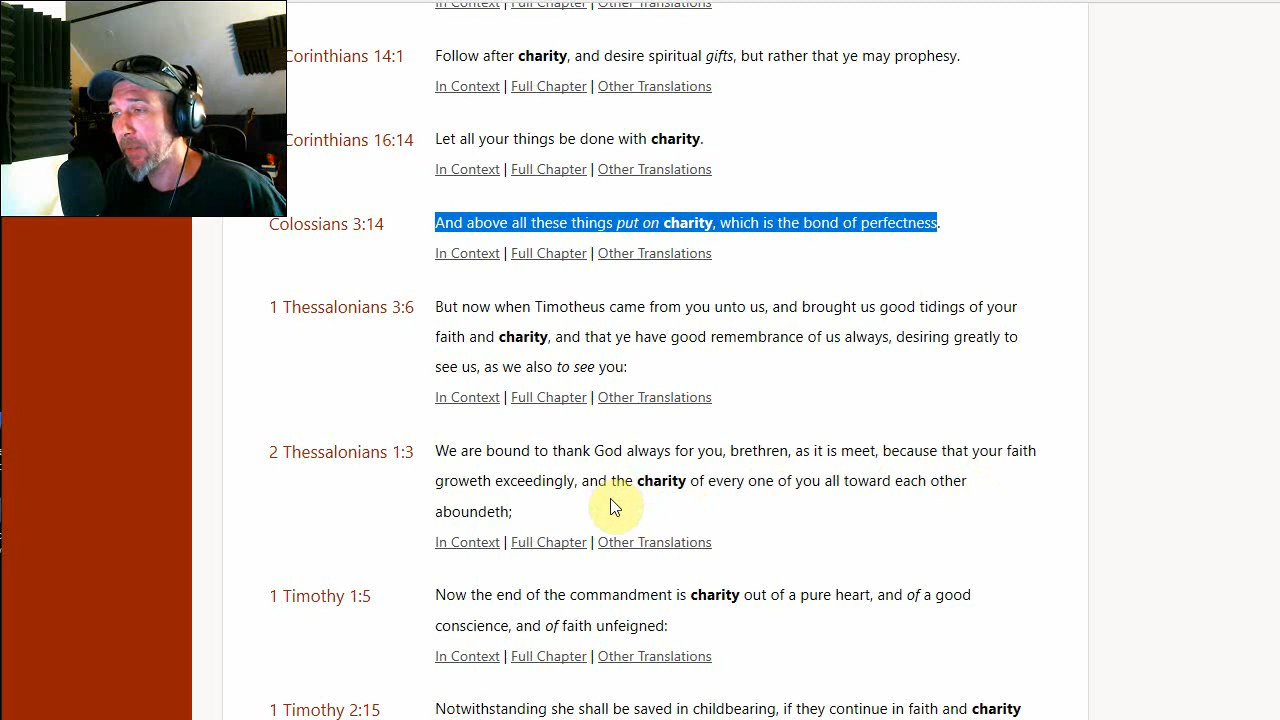 In Context | Full Chapter | Other Translations
Corinthians 14:1 Follow after charity, and desire spiritual gifts, but rather that ye may prophesy.
In Context | Full Chapter | Other Translations
Corinthians 16:14 Let all your things be done with charity.
In Context | Full Chapter | Other Translations
Colossians 3:14 And above all these things put on charity, which is the bond of perfectness.
In Context | Full Chapter | Other Translations
1 Thessalonians 3:6 But now when Timotheus came from you unto us, and brought us good tidings of your
faith and charity, and that ye have good remembrance of us always, desiring greatly to
see us, as we also to see you:
In Context | Full Chapter | Other Translations
2 Thessalonians 1:3 We are bound to thank God always for you, brethren, as it is meet, because that your faith
groweth exceedingly, and the charity of every one of you all toward each other
aboundeth;
In Context | Full Chapter | Other Translations
1 Timothy 1:5 Now the end of the commandment is charity out of a pure heart, and of a good
conscience, and of faith unfeigned:
In Context | Full Chapter | Other Translations
1 Timothy 2:15 Notwithstanding she shall be saved in childbearing, if they continue in faith and charity